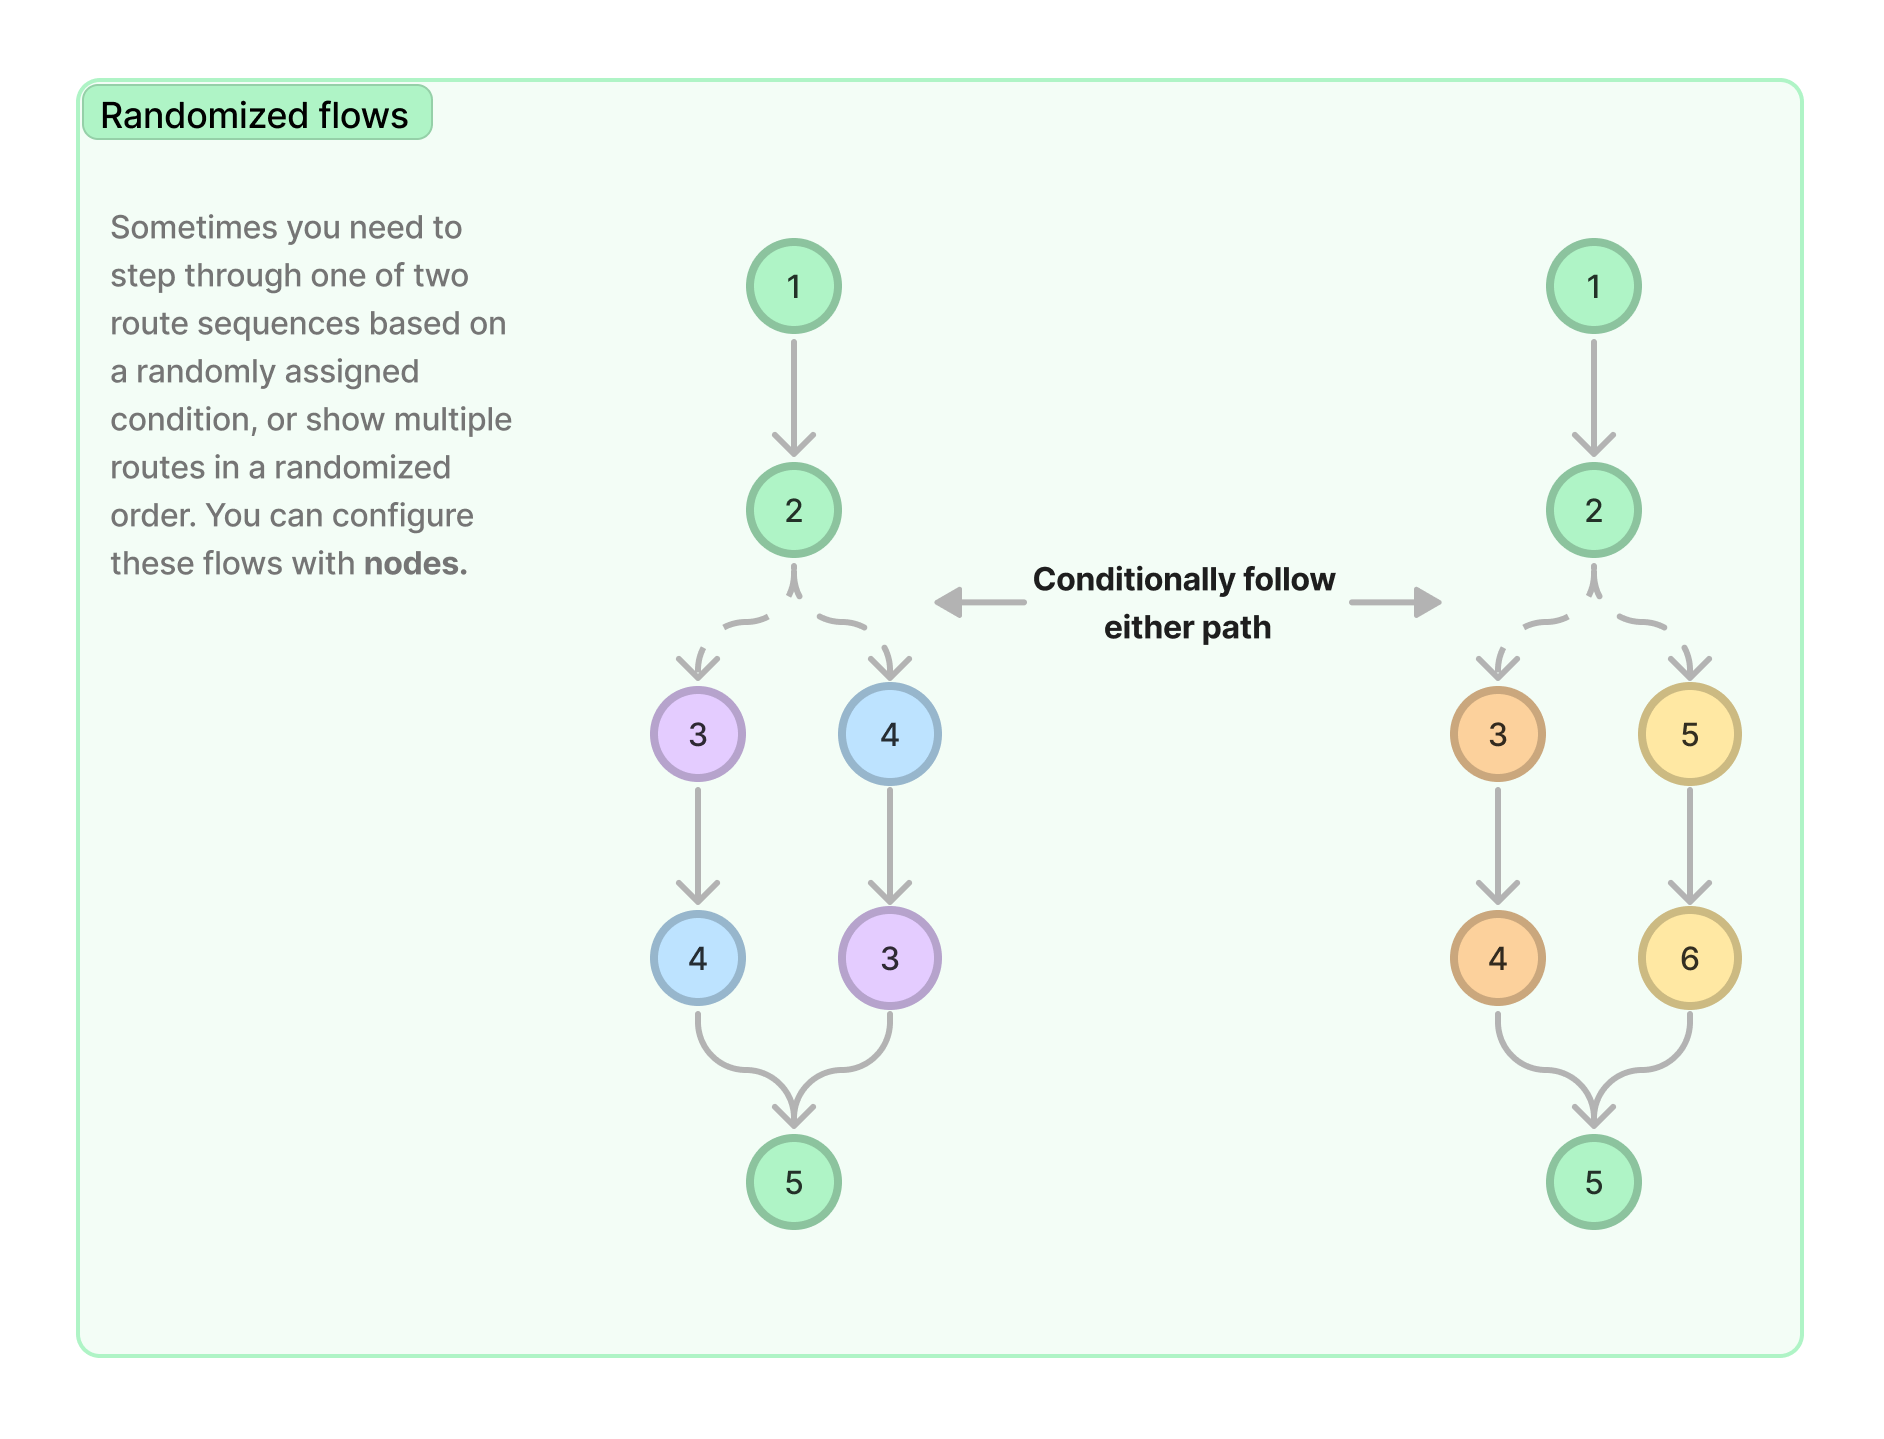 Randomized flows
Sometimes you need to
step through one of two
route sequences based on
a randomly assigned
condition, or show multiple
routes in a randomized
order. You can configure
these flows with nodes.
1
2
3
4
4
3
5
Conditionally follow
either path
1
2
3
5
4
6
5